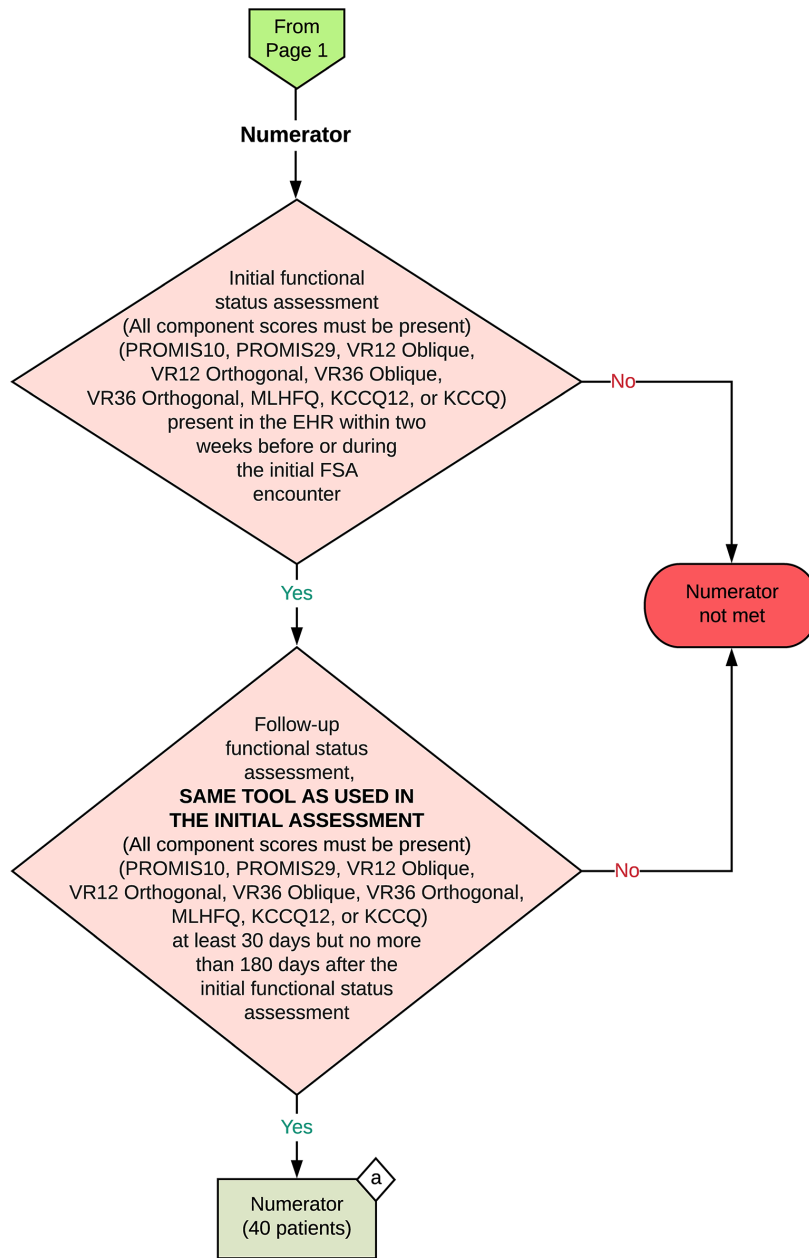 From
Page 1
Numerator
Initial functional
status assessment
(All component scores must be present)
(PROMIS10, PROMIS29, VR12 Oblique,
VR12 Orthogonal, VR36 Oblique,
VR36 Orthogonal, MLHFQ, KCCQ12, or KCCQ)
present in the EHR within two
weeks before or during
the initial FSA
encounter
No
Yes
Numerator
not met
Follow-up
functional status
assessment,
SAME TOOL AS USED IN
THE INITIAL ASSESSMENT
(All component scores must be present)
(PROMIS10, PROMIS29, VR12 Oblique,
VR12 Orthogonal, VR36 Oblique, VR36 Orthogonal,
MLHFQ, KCCQ12, or KCCQ)
at least 30 days but no more
than 180 days after the
initial functional status
assessment
No
Yes
a
Numerator
(40 patients)